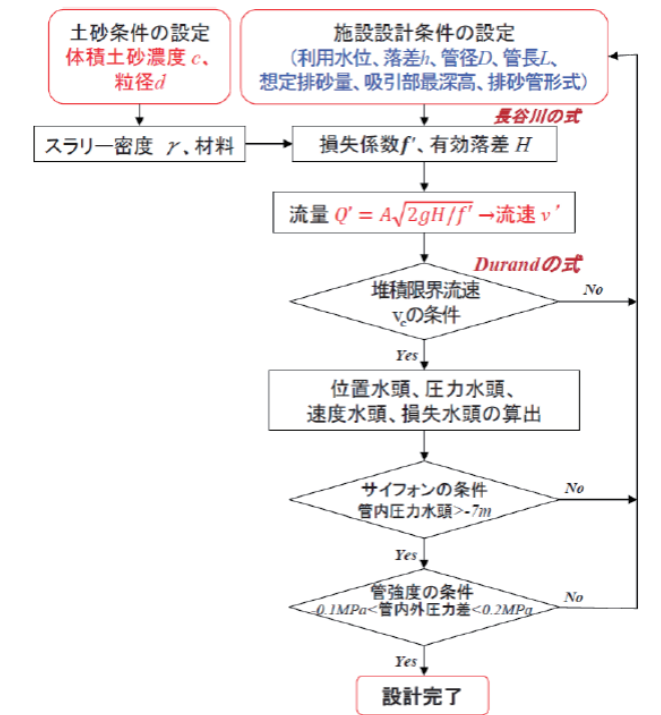 土砂条件の設定
体積土砂濃度 c、
粒径d
施設設計条件の設定
(利用水位、落差h、管径D、管長L、
想定排砂量、吸引部最深高、排砂管形式)
長谷川の式
スラリー密度 γ、材料
損失係数f'、有効落差 H
流量 Q' = A√2gH/f' →流速 v'
Durandの式
堆積限界流速
vcの条件
No
Yes
位置水頭、圧力水頭、
速度水頭、損失水頭の算出
サイフォンの条件
管内圧力水頭>-7m
No
Yes
管強度の条件
-0.1MPa<管内外圧力差<0.2MPa
No
Yes
設計完了